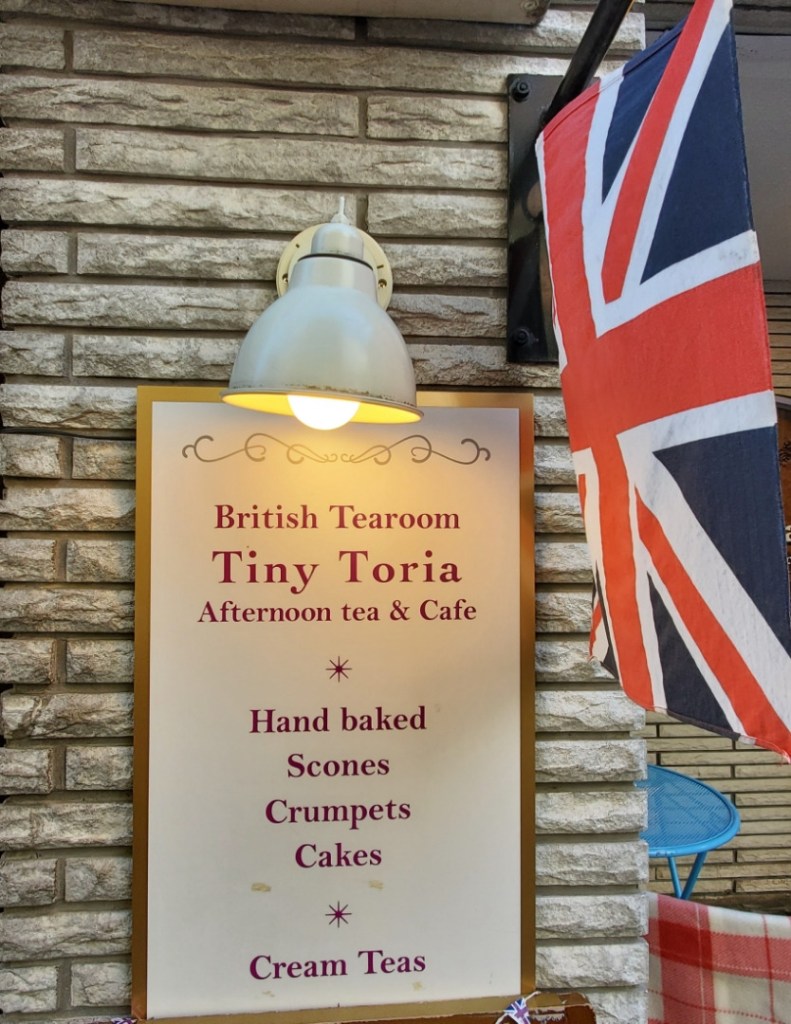 British Tearoom
Tiny Toria
Afternoon tea & Cafe
Hand baked
Scones
Crumpets
Cakes
Cream Teas